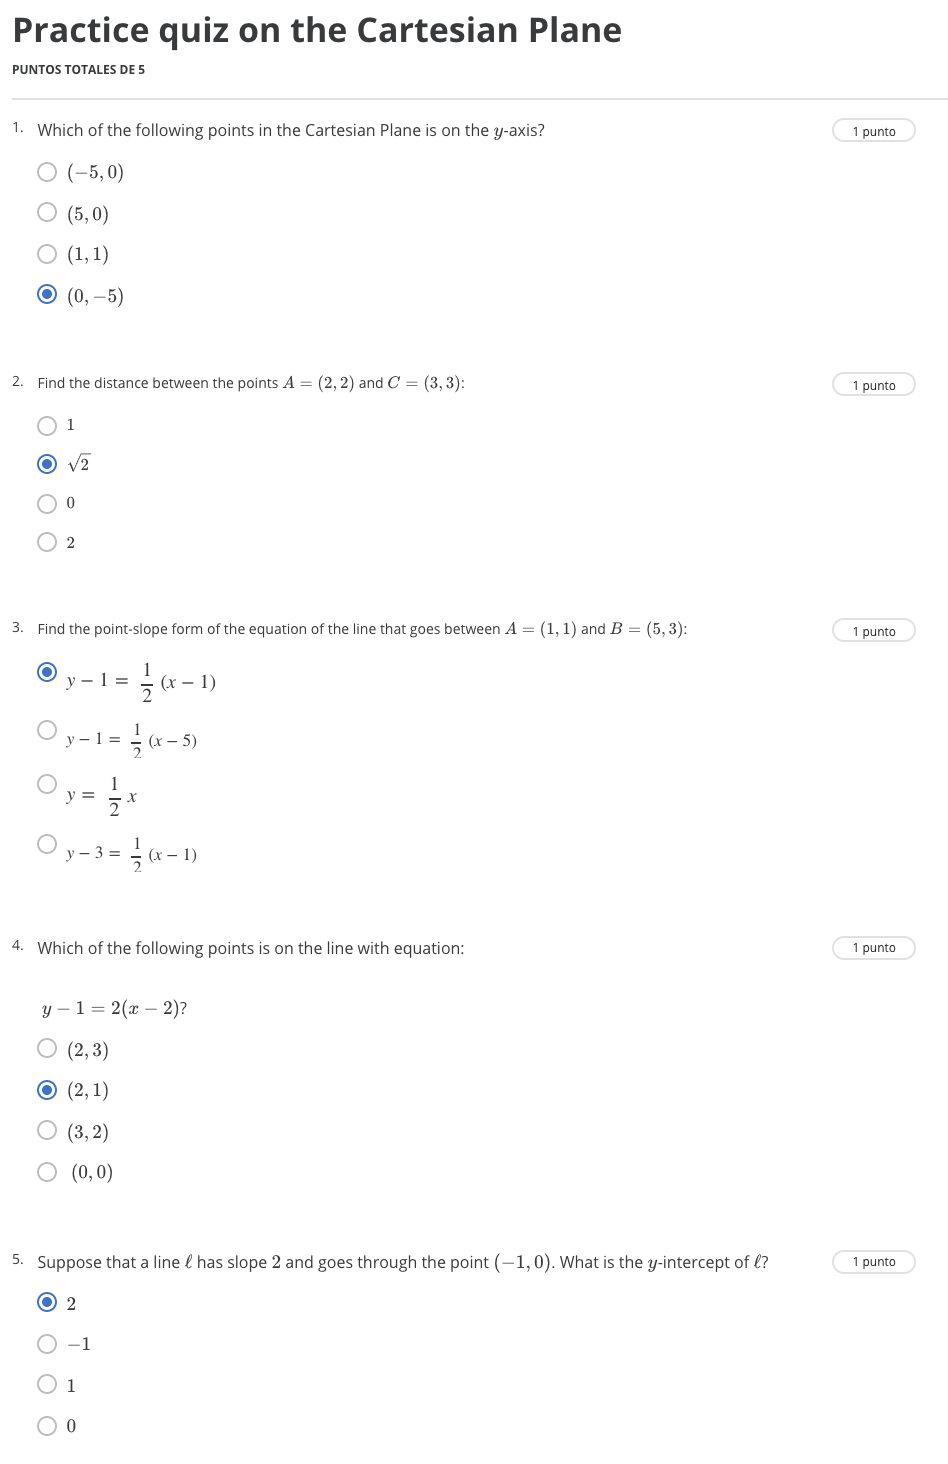 Practice quiz on the Cartesian Plane
PUNTOS TOTALES DE 5
1. Which of the following points in the Cartesian Plane is on the y-axis?
1 punto
(−5, 0)
(5, 0)
(1, 1)
(0, −5)
2. Find the distance between the points A = (2, 2) and C = (3, 3):
1 punto
1
√2
0
2
3. Find the point-slope form of the equation of the line that goes between A = (1, 1) and B = (5, 3):
1 punto
y − 1 = 1/2 (x − 1)
y − 1 = 1/2 (x − 5)
y = 1/2 x
y − 3 = 1/2 (x − 1)
4. Which of the following points is on the line with equation:
1 punto
y − 1 = 2(x − 2)?
(2, 3)
(2, 1)
(3, 2)
(0, 0)
5. Suppose that a line ℓ has slope 2 and goes through the point (−1, 0). What is the y-intercept of ℓ?
1 punto
2
−1
1
0